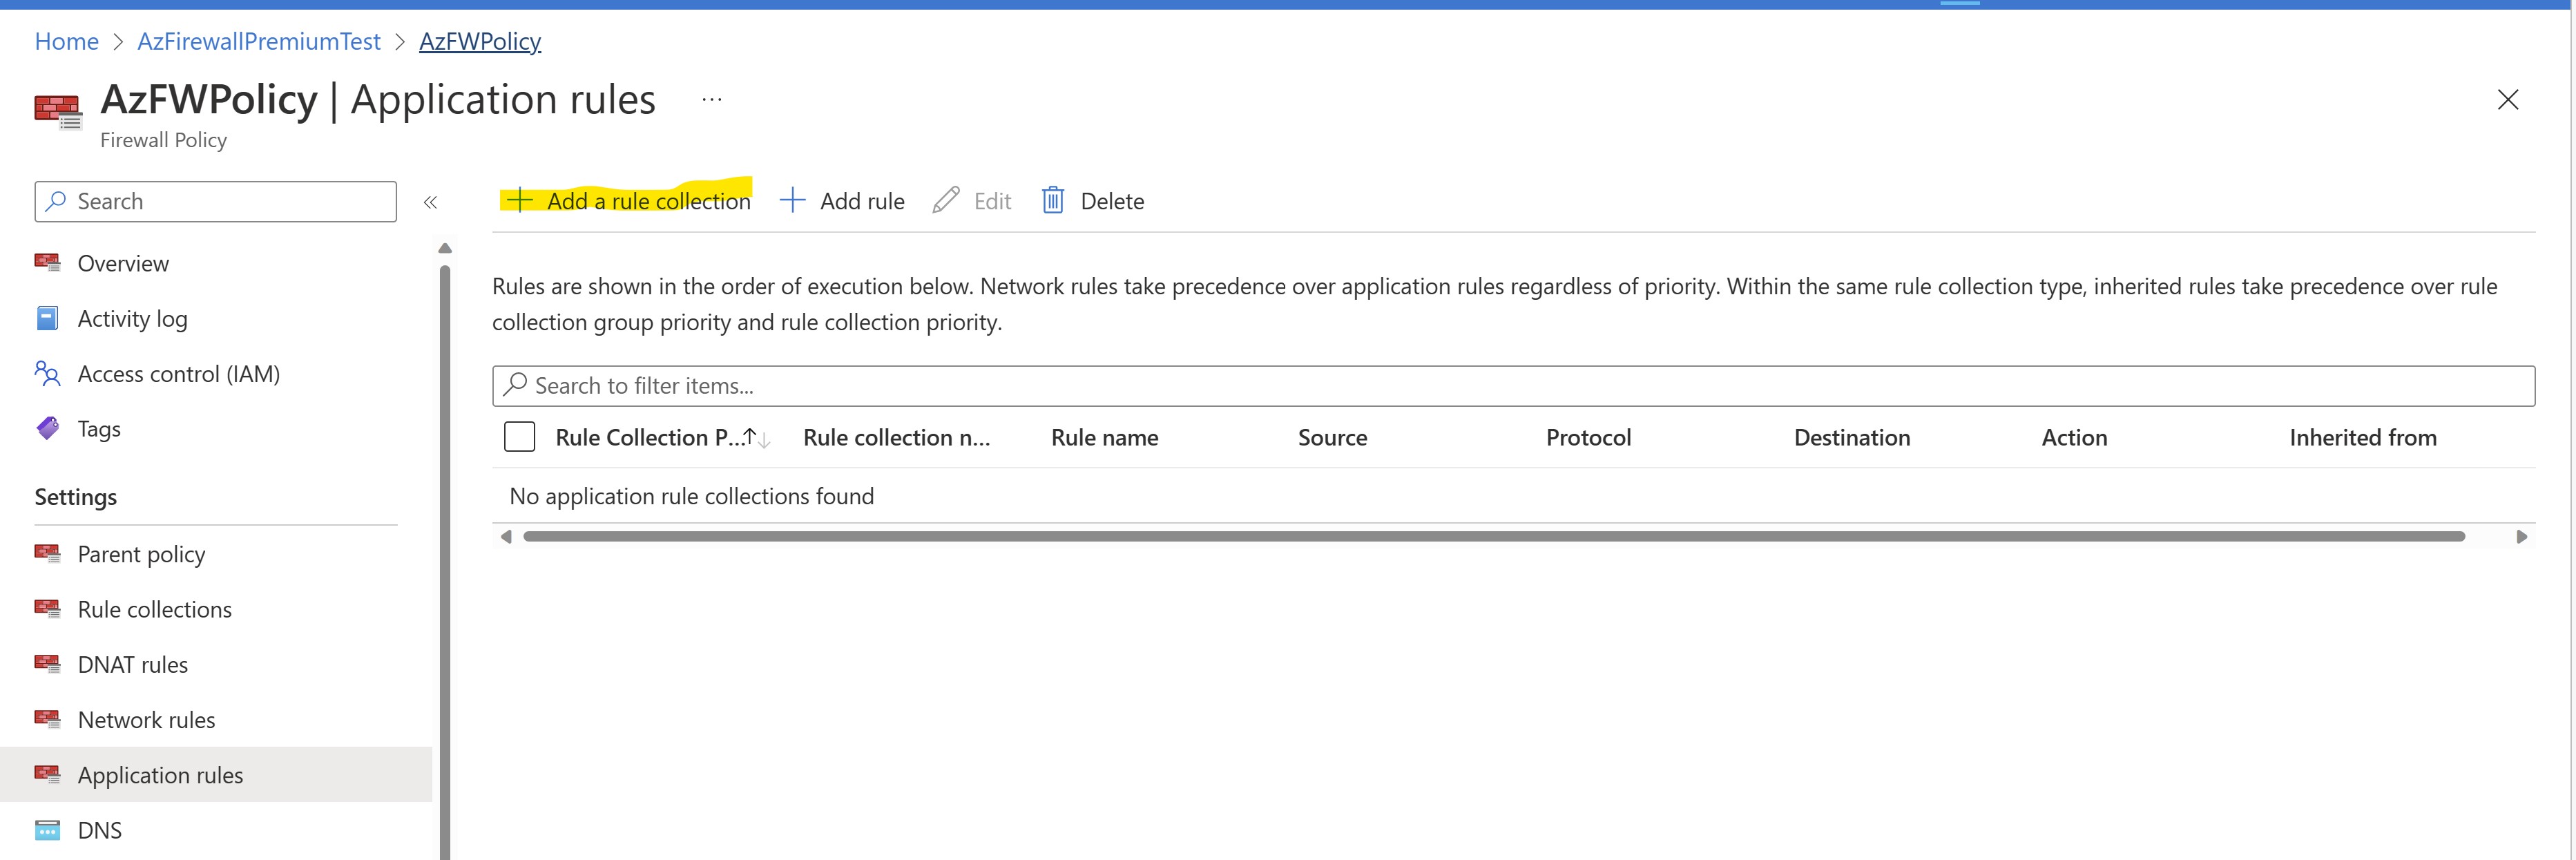 Home > AzFirewallPremiumTest > AzFWPolicy
AzFWPolicy | Application rules ...
Firewall Policy
Search
«
Overview
Activity log
Access control (IAM)
Tags
Settings
Parent policy
Rule collections
DNAT rules
Network rules
Application rules
DNS
+ Add a rule collection + Add rule Edit Delete
Rules are shown in the order of execution below. Network rules take precedence over application rules regardless of priority. Within the same rule collection type, inherited rules take precedence over rule
collection group priority and rule collection priority.
Search to filter items...
Rule Collection P...↑↓ Rule collection n... Rule name Source Protocol Destination Action Inherited from
No application rule collections found